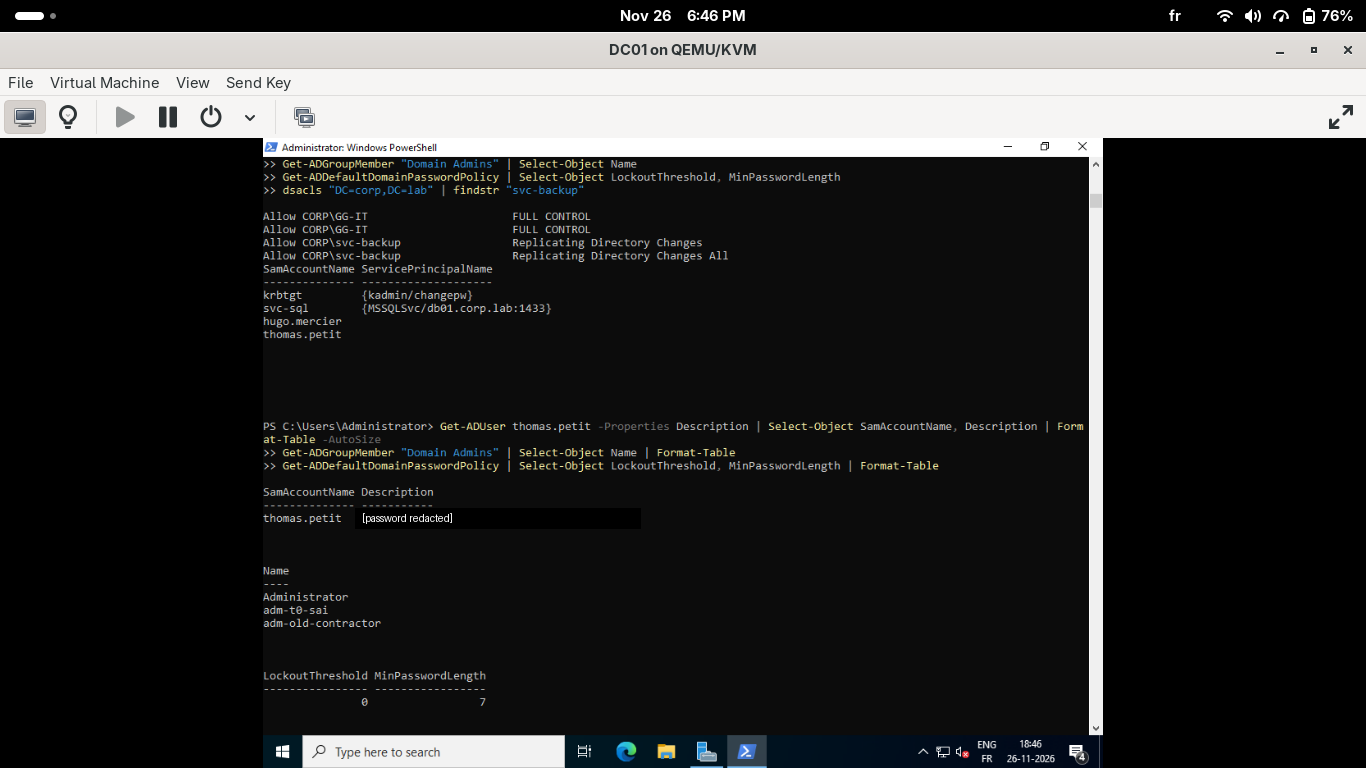 Nov 26 6:46 PM
fr
76%
DC01 on QEMU/KVM
File Virtual Machine View Send Key
Administrator: Windows PowerShell
>> Get-ADGroupMember "Domain Admins" | Select-Object Name
>> Get-ADDefaultDomainPasswordPolicy | Select-Object LockoutThreshold, MinPasswordLength
>> dsacls "DC=corp,DC=lab" | findstr "svc-backup"
Allow CORP\GG-IT FULL CONTROL
Allow CORP\GG-IT FULL CONTROL
Allow CORP\svc-backup Replicating Directory Changes
Allow CORP\svc-backup Replicating Directory Changes All
SamAccountName ServicePrincipalName
-------------- --------------------
krbtgt {kadmin/changepw}
svc-sql {MSSQLSvc/db01.corp.lab:1433}
hugo.mercier
thomas.petit
PS C:\Users\Administrator> Get-ADUser thomas.petit -Properties Description | Select-Object SamAccountName, Description | Form
at-Table -AutoSize
>> Get-ADGroupMember "Domain Admins" | Select-Object Name | Format-Table
>> Get-ADDefaultDomainPasswordPolicy | Select-Object LockoutThreshold, MinPasswordLength | Format-Table
SamAccountName Description
-------------- -----------
thomas.petit [password redacted]
Name
----
Administrator
adm-t0-sai
adm-old-contractor
LockoutThreshold MinPasswordLength
---------------- -----------------
0 7
Type here to search
ENG
FR
18:46
26-11-2026
4